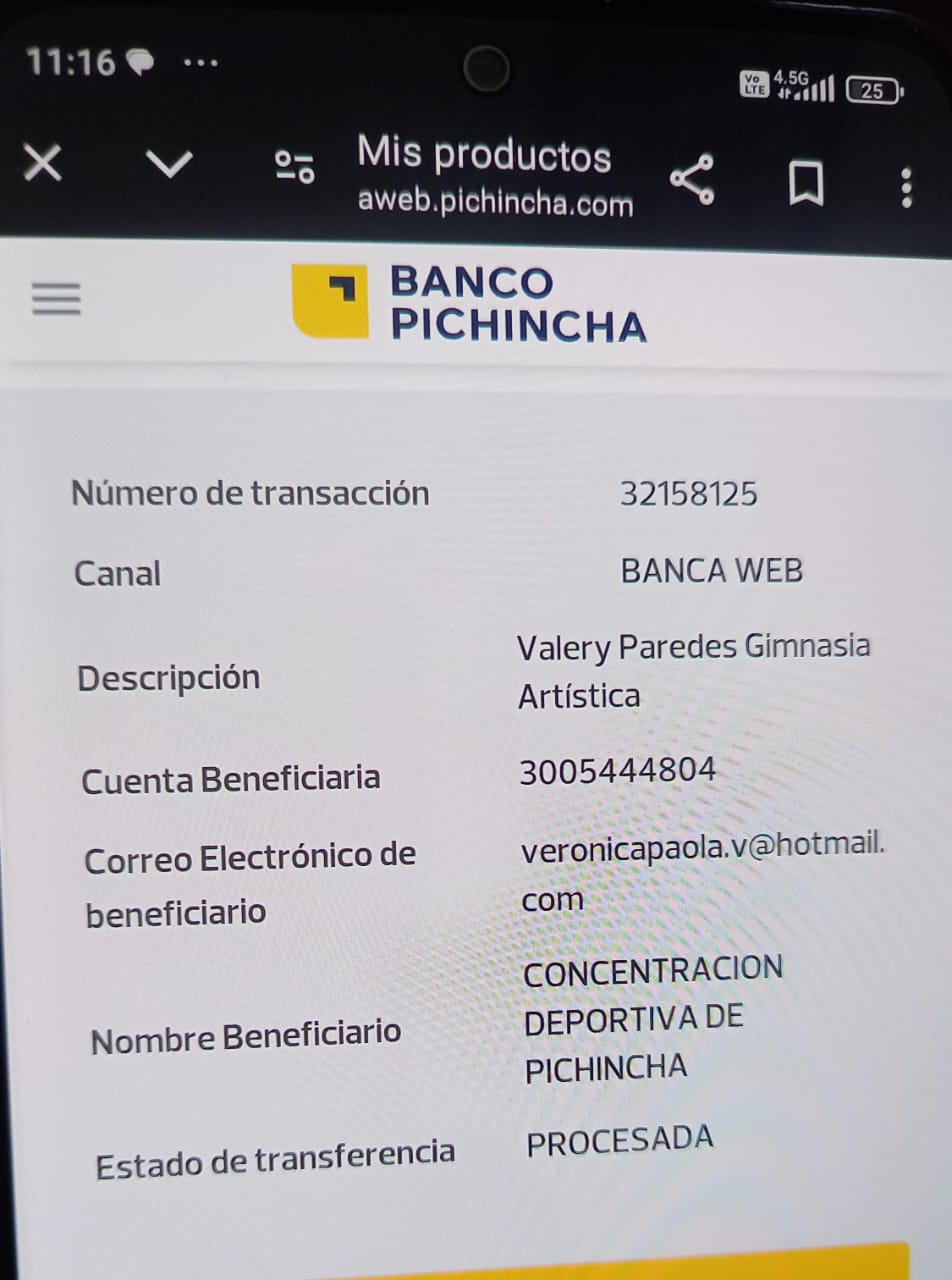 11:16
Vo LTE 4.5G 25
Mis productos
aweb.pichincha.com
BANCO
PICHINCHA
Número de transacción 32158125
Canal BANCA WEB
Descripción Valery Paredes Gimnasia
Artística
Cuenta Beneficiaria 3005444804
Correo Electrónico de veronicapaola.v@hotmail.
beneficiario com
CONCENTRACION
Nombre Beneficiario DEPORTIVA DE
PICHINCHA
Estado de transferencia PROCESADA